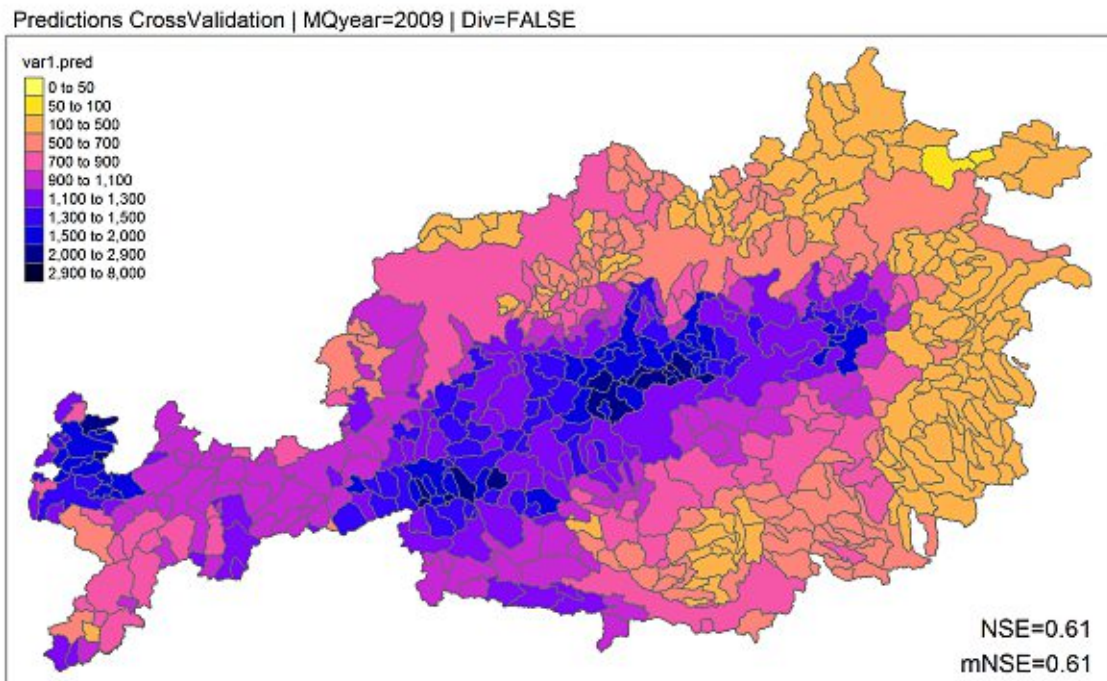 Predictions CrossValidation | MQyear=2009 | Div=FALSE
var1.pred
0 to 50
50 to 100
100 to 500
500 to 700
700 to 900
900 to 1,100
1,100 to 1,300
1,300 to 1,500
1,500 to 2,000
2,000 to 2,900
2,900 to 8,000
NSE=0.61
mNSE=0.61